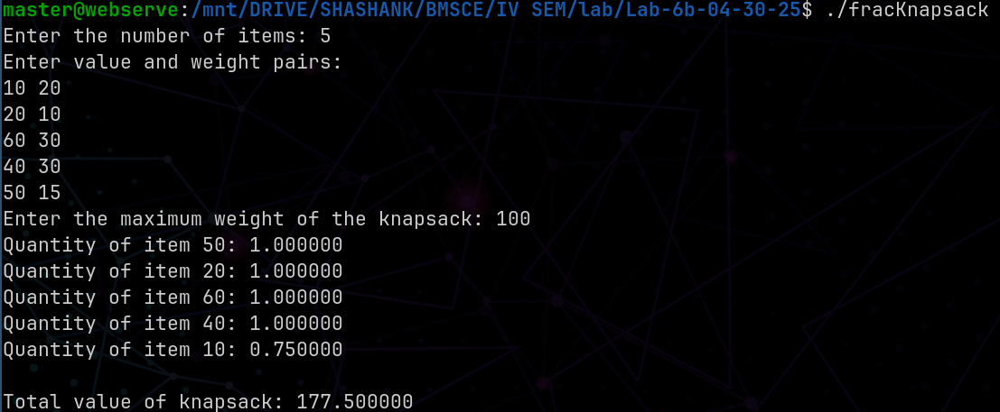 master@webserve:/mnt/DRIVE/SHASHANK/BMSCE/IV SEM/lab/Lab-6b-04-30-25$ ./fracKnapsack
Enter the number of items: 5
Enter value and weight pairs:
10 20
20 10
60 30
40 30
50 15
Enter the maximum weight of the knapsack: 100
Quantity of item 50: 1.000000
Quantity of item 20: 1.000000
Quantity of item 60: 1.000000
Quantity of item 40: 1.000000
Quantity of item 10: 0.750000
Total value of knapsack: 177.500000